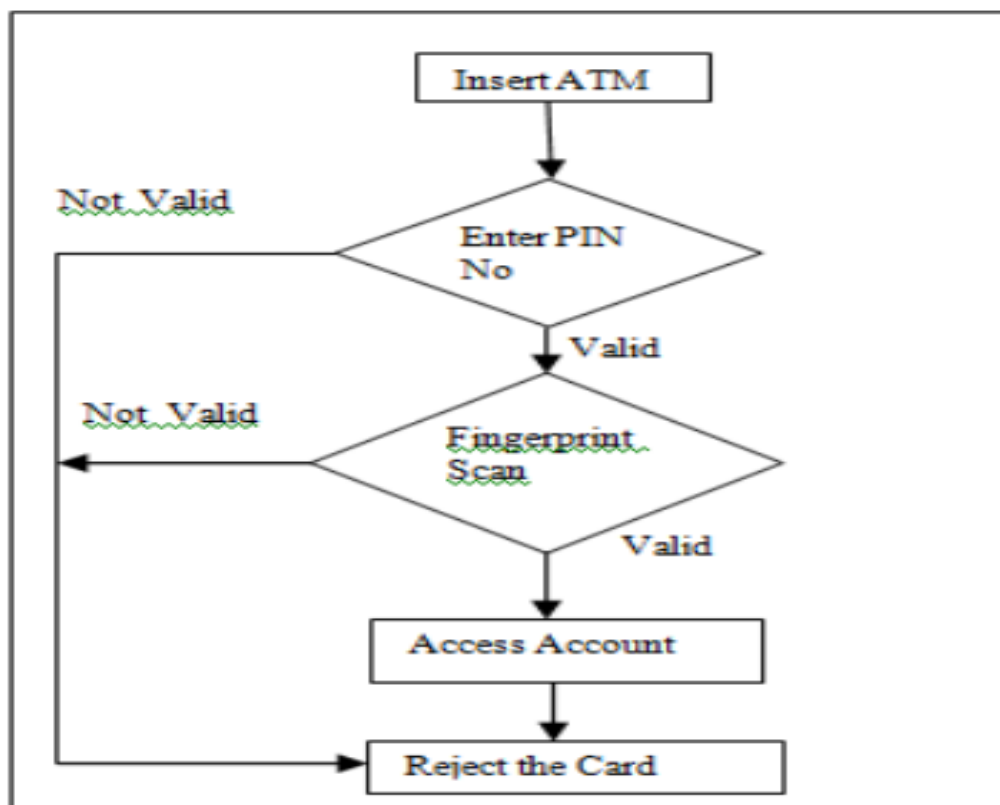 Insert ATM
Not Valid
Enter PIN
No
Valid
Not Valid
Fingerprint
Scan
Valid
Access Account
Reject the Card